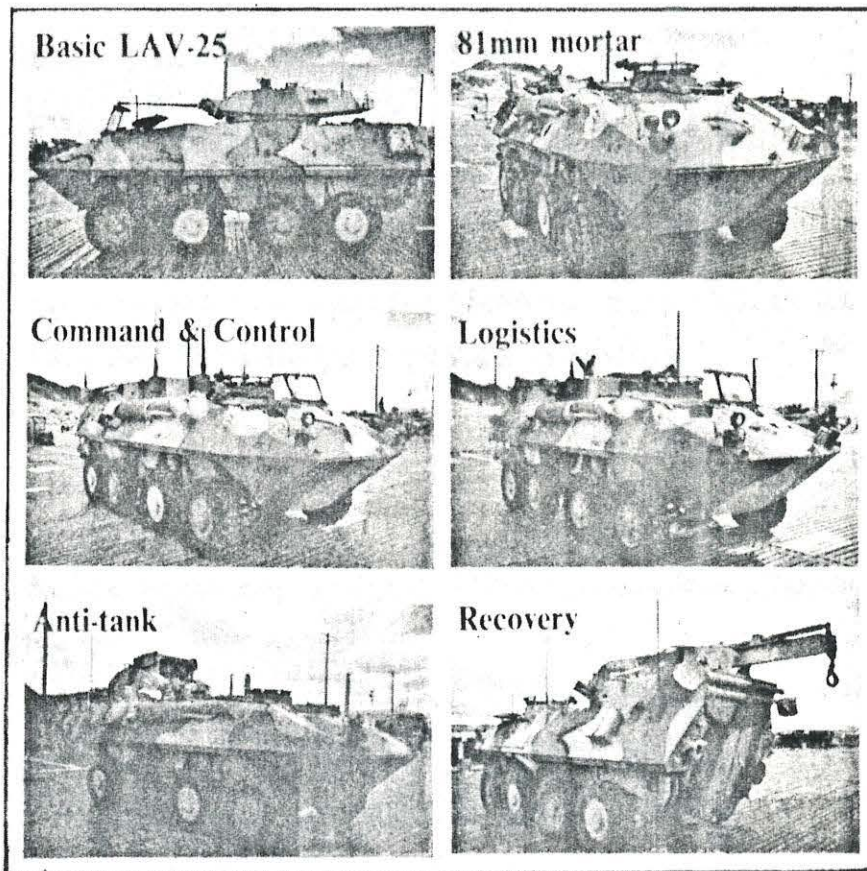 Basic LAV-25
81mm mortar
Command & Control
Logistics
Anti-tank
Recovery